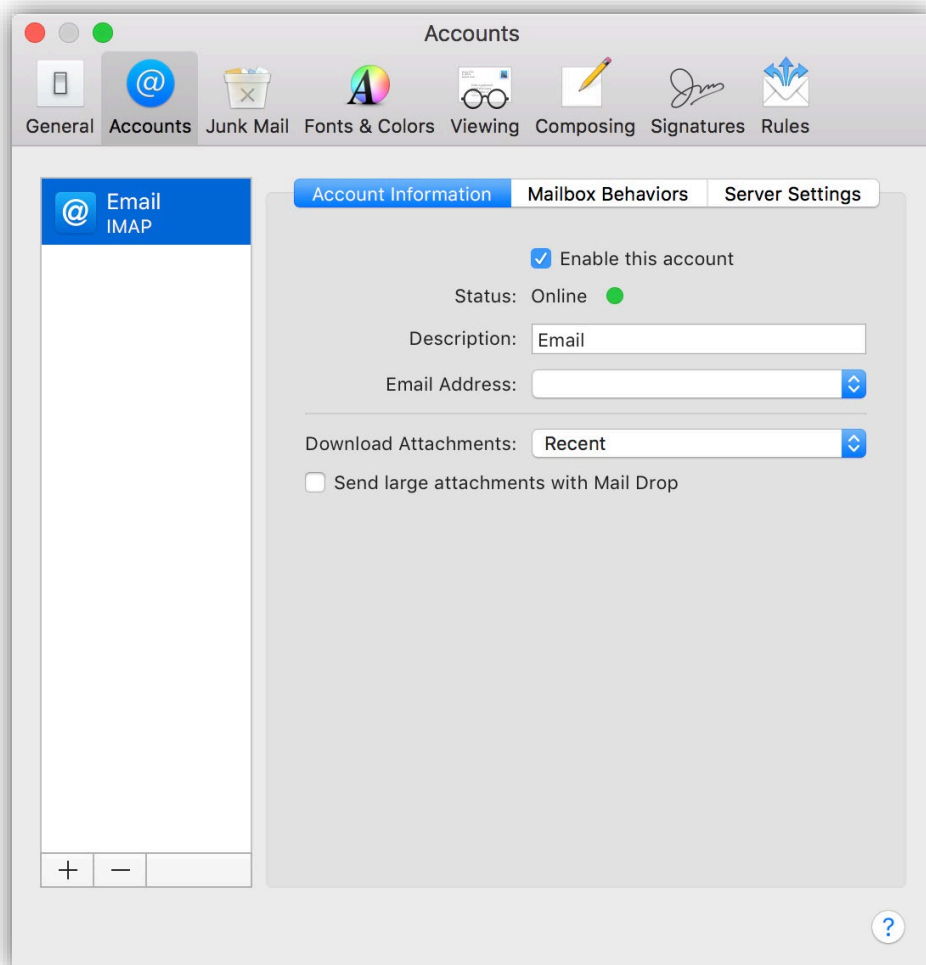 Accounts
General Accounts Junk Mail Fonts & Colors Viewing Composing Signatures Rules
Email
IMAP
Account Information Mailbox Behaviors Server Settings
Enable this account
Status: Online
Description: Email
Email Address:
Download Attachments: Recent
Send large attachments with Mail Drop
?